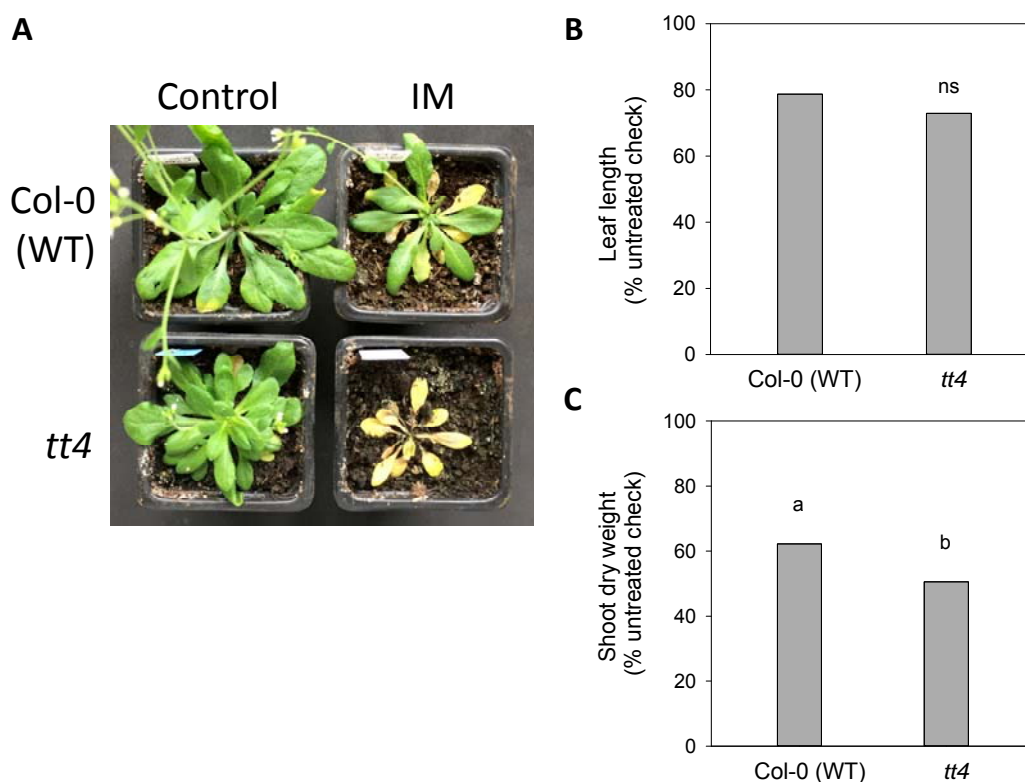 A
Control IM
Col-0
(WT)
tt4
B
Leaf length
(% untreated check)
100
80
60
40
20
0
ns
Col-0 (WT) tt4
C
Shoot dry weight
(% untreated check)
100
80
60
40
20
0
a
b
Col-0 (WT) tt4